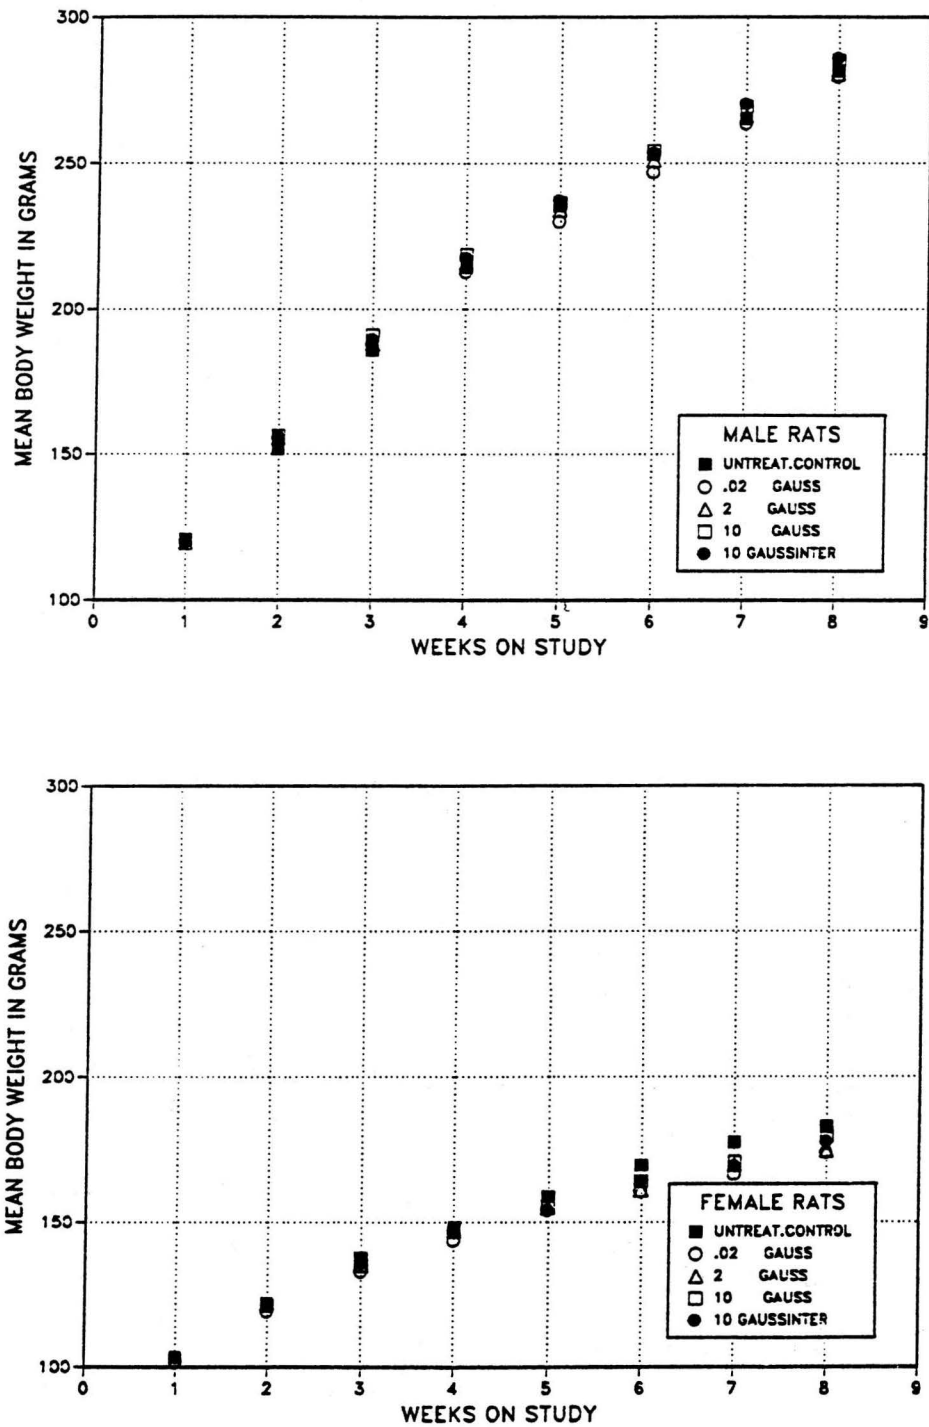 300
250
200
150
100
MEAN BODY WEIGHT IN GRAMS
MALE RATS
UNTREAT.CONTROL
.02 GAUSS
2 GAUSS
10 GAUSS
10 GAUSSINTER
0 1 2 3 4 5 6 7 8 9
WEEKS ON STUDY
300
250
200
150
100
MEAN BODY WEIGHT IN GRAMS
FEMALE RATS
UNTREAT.CONTROL
.02 GAUSS
2 GAUSS
10 GAUSS
10 GAUSSINTER
0 1 2 3 4 5 6 7 8 9
WEEKS ON STUDY